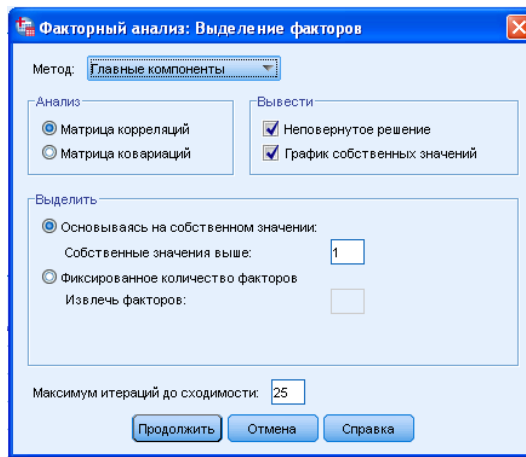 Факторный анализ: Выделение факторов
Метод: Главные компоненты
Анализ
Матрица корреляций
Матрица ковариаций
Вывести
Неповернутое решение
График собственных значений
Выделить
Основываясь на собственном значении:
Собственные значения выше: 1
Фиксированное количество факторов
Извлечь факторов:
Максимум итераций до сходимости: 25
Продолжить Отмена Справка